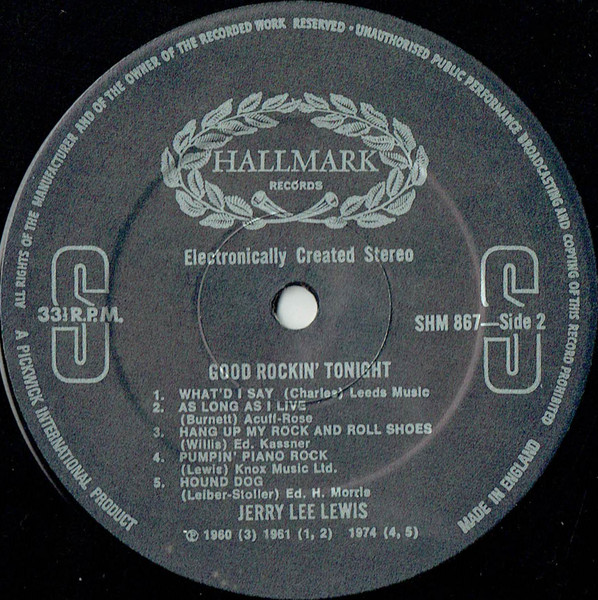 ALL RIGHTS OF THE MANUFACTURER AND OF THE OWNER OF THE RECORDED WORK RESERVED - UNAUTHORISED PUBLIC PERFORMANCE BROADCASTING AND COPYING OF THIS RECORD PROHIBITED
HALLMARK
RECORDS
Electronically Created Stereo
S S
33⅓ R.P.M.
SHM 867—Side 2
GOOD ROCKIN' TONIGHT
1. WHAT'D I SAY (Charles) Leeds Music
2. AS LONG AS I LIVE
(Burnett) Acuff-Rose
3. HANG UP MY ROCK AND ROLL SHOES
(Willis) Ed. Kassner
4. PUMPIN' PIANO ROCK
(Lewis) Knox Music Ltd.
5. HOUND DOG
(Leiber-Stoller) Ed. H. Morris
JERRY LEE LEWIS
℗ 1960 (3) 1961 (1, 2) 1974 (4, 5)
A PICKWICK INTERNATIONAL PRODUCT
MADE IN ENGLAND